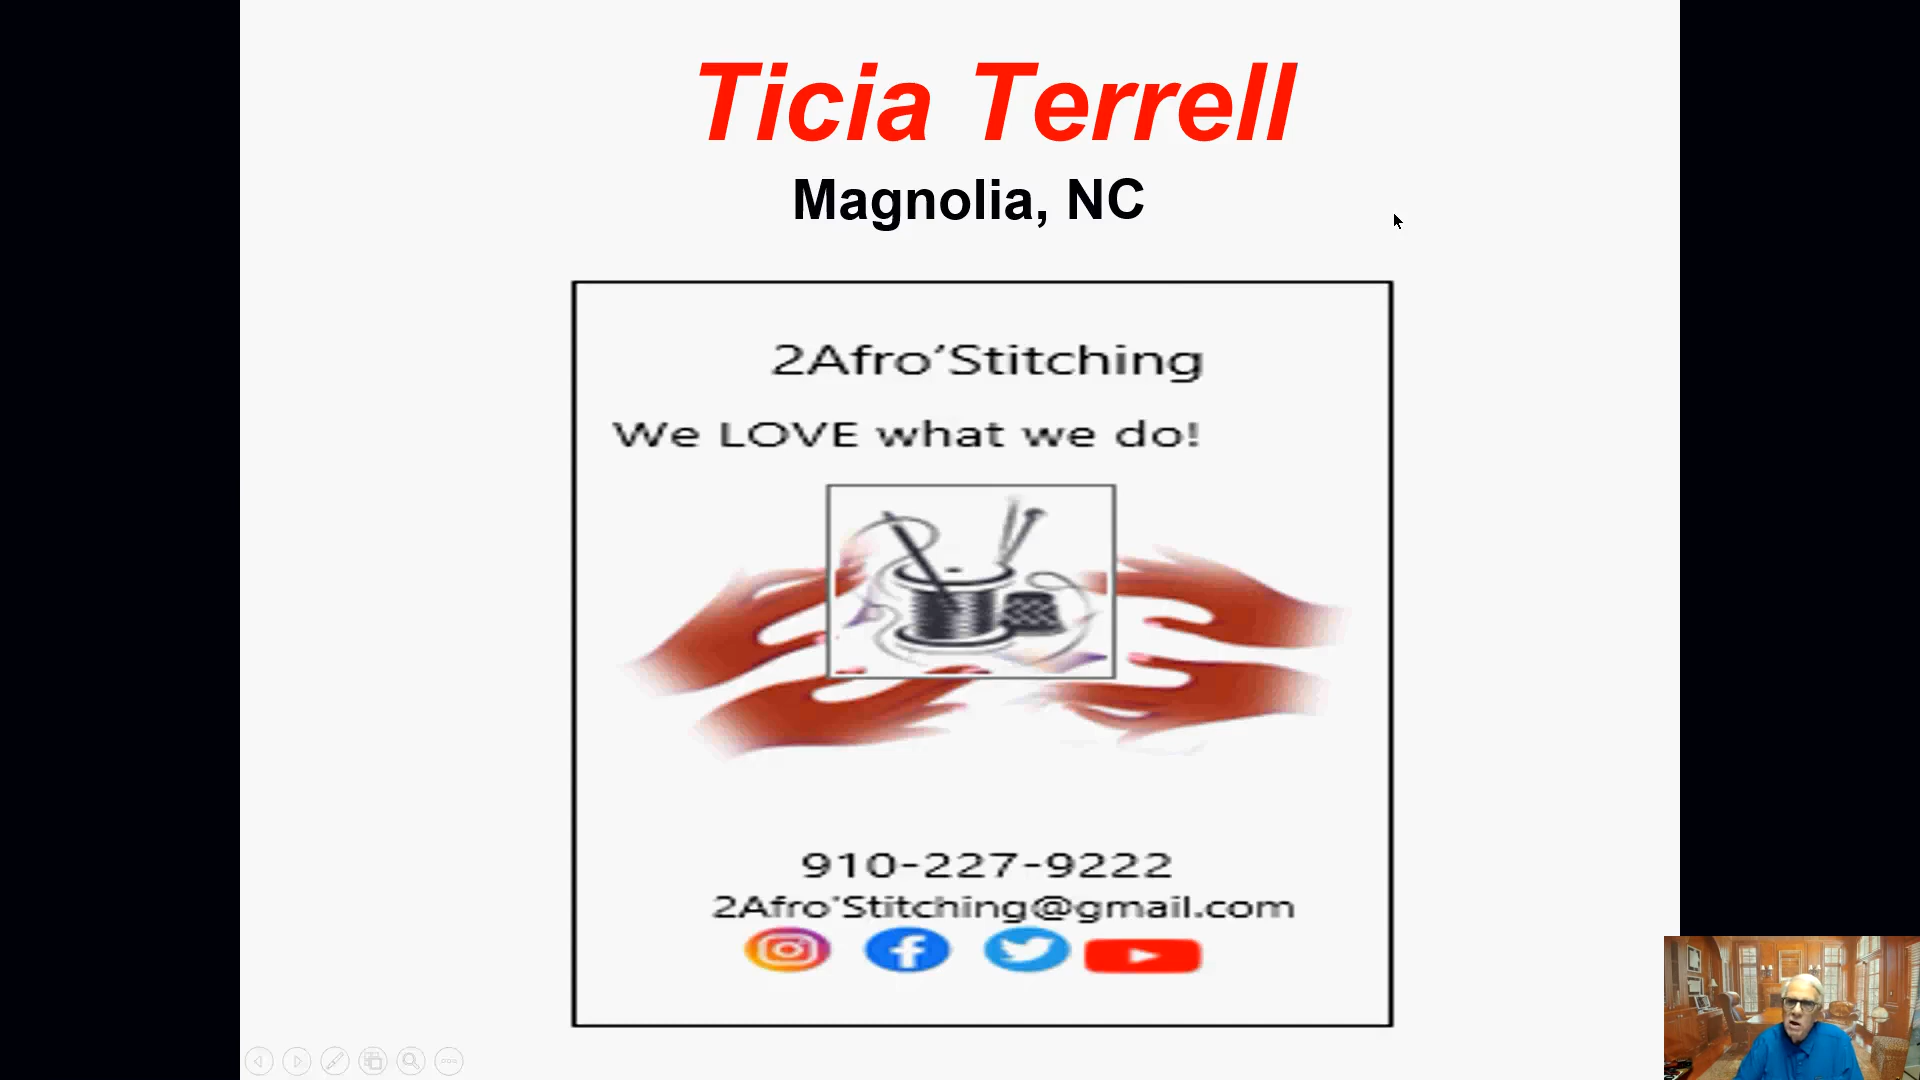 Ticia Terrell
Magnolia, NC
2Afro'Stitching
We LOVE what we do!
910-227-9222
2Afro'Stitching@gmail.com